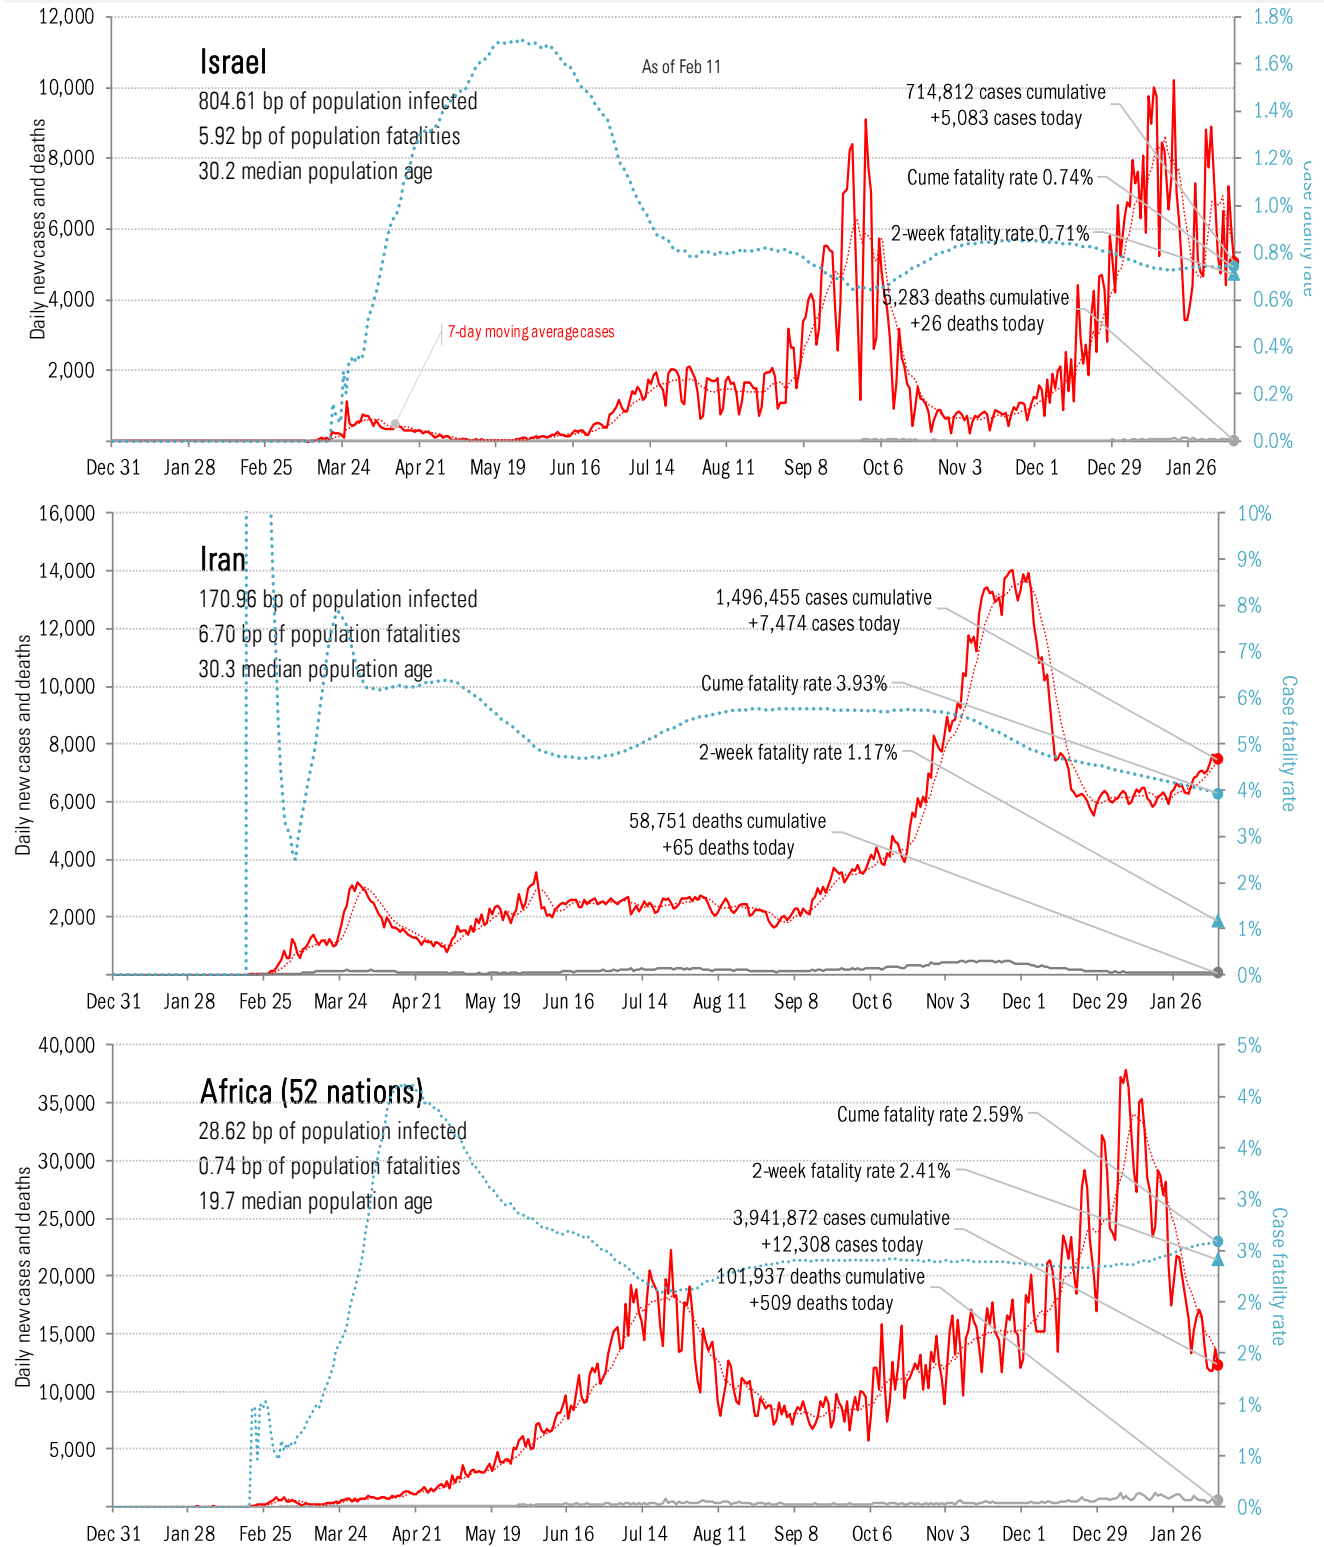 12,000
10,000
8,000
6,000
4,000
2,000
Daily new cases and deaths
Israel
804.61 bp of population infected
5.92 bp of population fatalities
30.2 median population age
As of Feb 11
714,812 cases cumulative
+5,083 cases today
Cume fatality rate 0.74%
2-week fatality rate 0.71%
5,283 deaths cumulative
+26 deaths today
7-day moving average cases
1.8%
1.6%
1.4%
1.2%
1.0%
0.8%
0.6%
0.4%
0.2%
0.0%
Case fatality rate
Dec 31 Jan 28 Feb 25 Mar 24 Apr 21 May 19 Jun 16 Jul 14 Aug 11 Sep 8 Oct 6 Nov 3 Dec 1 Dec 29 Jan 26
16,000
14,000
12,000
10,000
8,000
6,000
4,000
2,000
Daily new cases and deaths
Iran
170.96 bp of population infected
6.70 bp of population fatalities
30.3 median population age
1,496,455 cases cumulative
+7,474 cases today
Cume fatality rate 3.93%
2-week fatality rate 1.17%
58,751 deaths cumulative
+65 deaths today
10%
9%
8%
7%
6%
5%
4%
3%
2%
1%
0%
Case fatality rate
Dec 31 Jan 28 Feb 25 Mar 24 Apr 21 May 19 Jun 16 Jul 14 Aug 11 Sep 8 Oct 6 Nov 3 Dec 1 Dec 29 Jan 26
40,000
35,000
30,000
25,000
20,000
15,000
10,000
5,000
Daily new cases and deaths
Africa (52 nations)
28.62 bp of population infected
0.74 bp of population fatalities
19.7 median population age
Cume fatality rate 2.59%
2-week fatality rate 2.41%
3,941,872 cases cumulative
+12,308 cases today
101,937 deaths cumulative
+509 deaths today
5%
4%
4%
3%
3%
2%
2%
1%
1%
0%
Case fatality rate
Dec 31 Jan 28 Feb 25 Mar 24 Apr 21 May 19 Jun 16 Jul 14 Aug 11 Sep 8 Oct 6 Nov 3 Dec 1 Dec 29 Jan 26